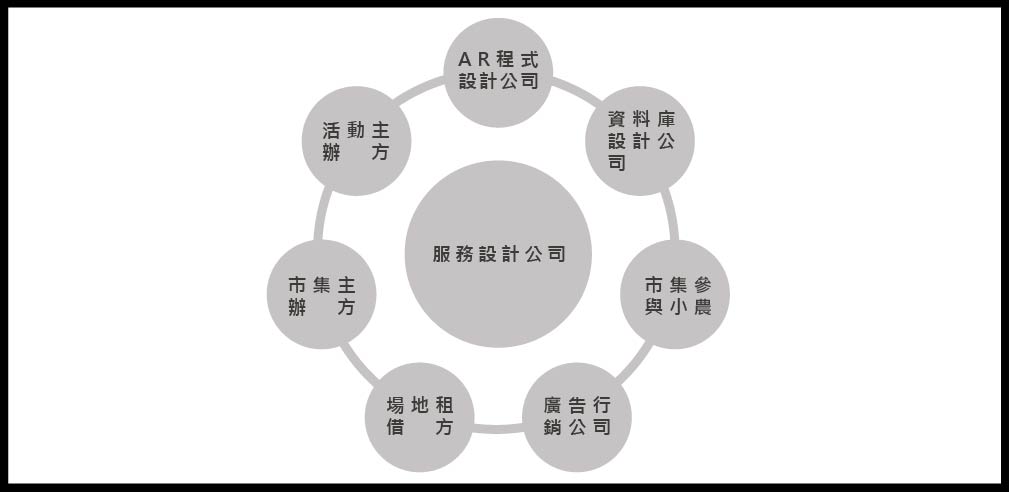 AR程式
設計公司
資料庫
設計公
司
活動主
辦方
服務設計公司
市集主
辦方
市集參
與小農
場地租
借方
廣告行
銷公司